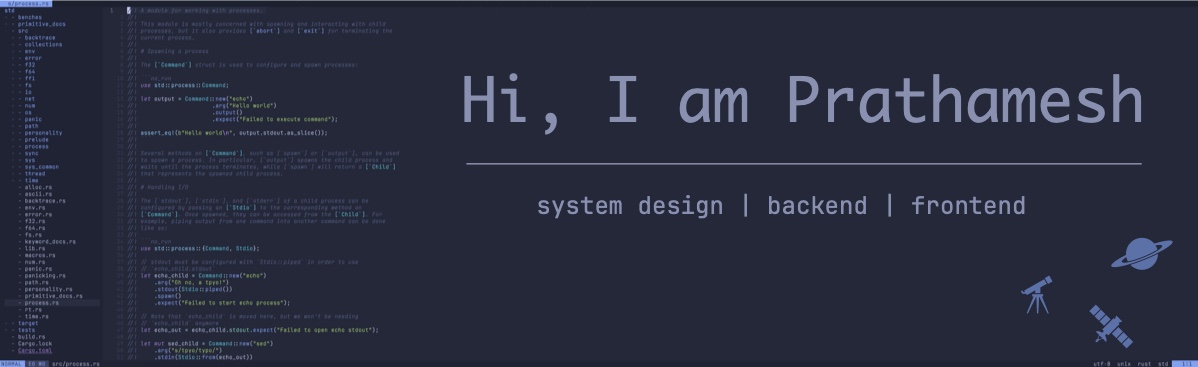 s/process.rs
std
- benches
- primitive_docs
- src
- backtrace
- collections
- env
- error
- f32
- f64
- ffi
- fs
- io
- net
- num
- os
- panic
- path
- personality
- prelude
- process
- sync
- sys
- sys_common
- thread
- time
- alloc.rs
- ascii.rs
- backtrace.rs
- env.rs
- error.rs
- f32.rs
- f64.rs
- fs.rs
- keyword_docs.rs
- lib.rs
- macros.rs
- num.rs
- panic.rs
- panicking.rs
- path.rs
- personality.rs
- primitive_docs.rs
- process.rs
- rt.rs
- time.rs
- target
- tests
- build.rs
- Cargo.lock
- Cargo.toml
1 //! A module for working with processes.
//!
//! This module is mostly concerned with spawning and interacting with child
//! processes, but it also provides [`abort`] and [`exit`] for terminating the
//! current process.
//!
//! # Spawning a process
//!
//! The [`Command`] struct is used to configure and spawn processes:
//!
//! ```no_run
//! use std::process::Command;
//!
//! let output = Command::new("echo")
//! .arg("Hello world")
//! .output()
//! .expect("Failed to execute command");
//!
//! assert_eq!(b"Hello world\n", output.stdout.as_slice());
//! ```
//!
//! Several methods on [`Command`], such as [`spawn`] or [`output`], can be used
//! to spawn a process. In particular, [`output`] spawns the child process and
//! waits until the process terminates, while [`spawn`] will return a [`Child`]
//! that represents the spawned child process.
//!
//! # Handling I/O
//!
//! The [`stdout`], [`stdin`], and [`stderr`] of a child process can be
//! configured by passing an [`Stdio`] to the corresponding method on
//! [`Command`]. Once spawned, they can be accessed from the [`Child`]. For
//! example, piping output from one command into another command can be done
//! like so:
//!
//! ```no_run
//! use std::process::{Command, Stdio};
//!
//! // stdout must be configured with `Stdio::piped` in order to use
//! // `echo_child.stdout`
//! let echo_child = Command::new("echo")
//! .arg("Oh no, a tpyo!")
//! .stdout(Stdio::piped())
//! .spawn()
//! .expect("Failed to start echo process");
//!
//! // Note that `echo_child` is moved here, but we won't be needing
//! // `echo_child` anymore
//! let echo_out = echo_child.stdout.expect("Failed to open echo stdout");
//!
//! let mut sed_child = Command::new("sed")
//! .arg("s/tpyo/typo/")
//! .stdin(Stdio::from(echo_out))
NORMAL src/process.rs
utf-8 unix rust std 1:1
Hi, I am Prathamesh
system design | backend | frontend